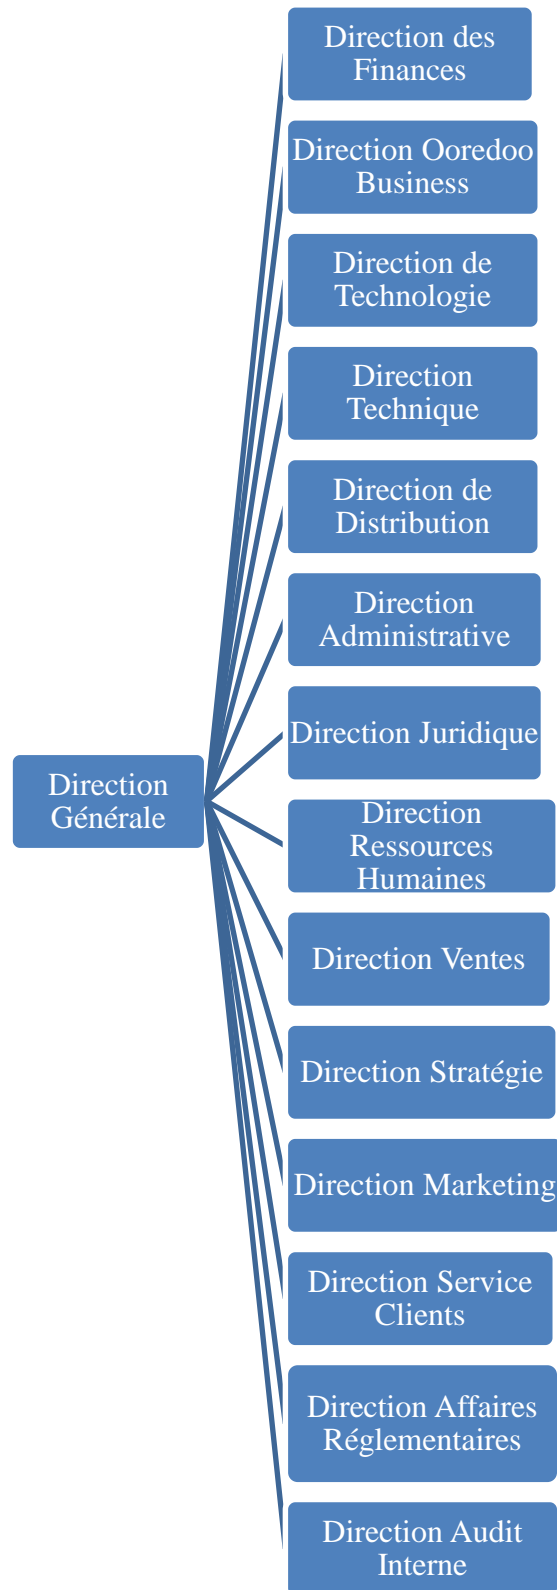 Direction des
Finances
Direction Ooredoo
Business
Direction de
Technologie
Direction
Technique
Direction de
Distribution
Direction
Administrative
Direction Juridique
Direction
Générale
Direction
Ressources
Humaines
Direction Ventes
Direction Stratégie
Direction Marketing
Direction Service
Clients
Direction Affaires
Réglementaires
Direction Audit
Interne